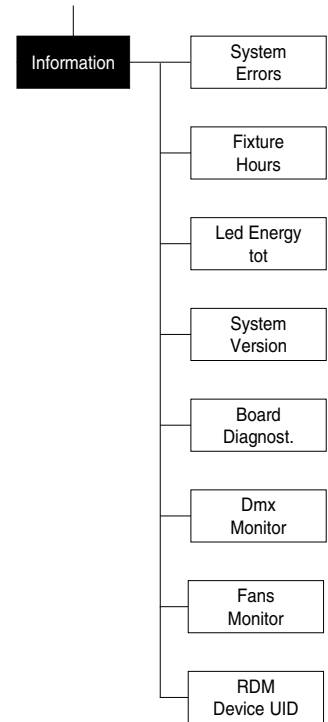 Information
System
Errors
Fixture
Hours
Led Energy
tot
System
Version
Board
Diagnost.
Dmx
Monitor
Fans
Monitor
RDM
Device UID